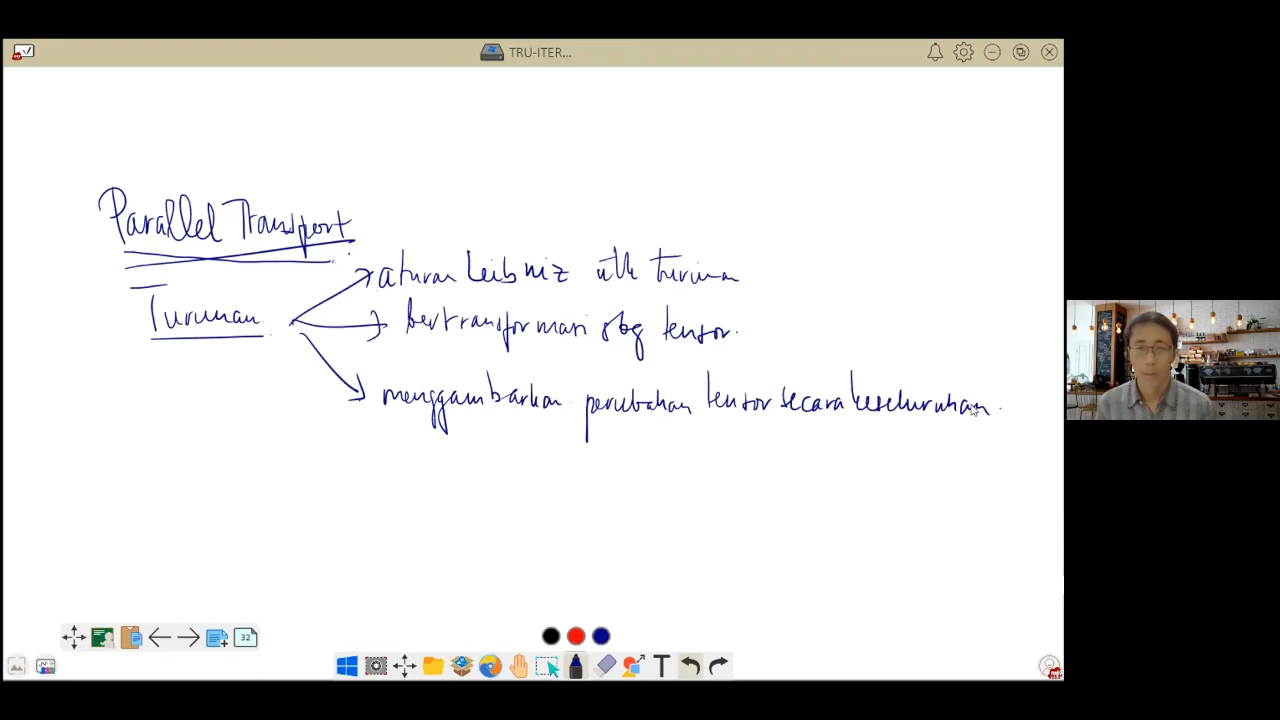 TRU-ITER...
Parallel Transport
Turunan
aturan Leibniz utk turunan
bertransformasi sbg tensor.
menggambarkan perubahan tensor secara keseluruhan.
32
T